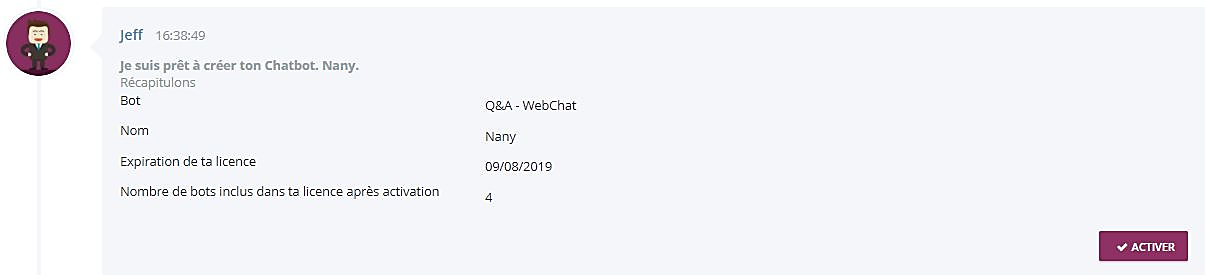 Jeff 16:38:49
Je suis prêt à créer ton Chatbot. Nany.
Récapitulons
Bot Q&A - WebChat
Nom Nany
Expiration de ta licence 09/08/2019
Nombre de bots inclus dans ta licence après activation 4
ACTIVER